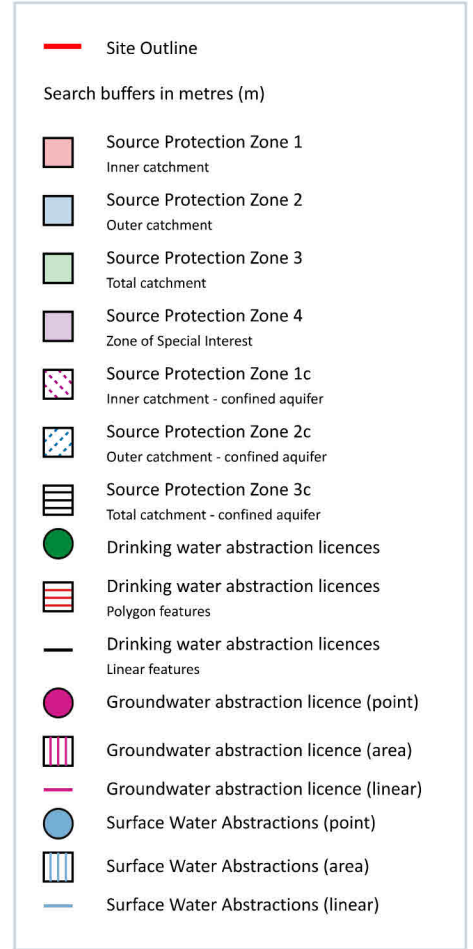 Site Outline
Search buffers in metres (m)
Source Protection Zone 1
Inner catchment
Source Protection Zone 2
Outer catchment
Source Protection Zone 3
Total catchment
Source Protection Zone 4
Zone of Special Interest
Source Protection Zone 1c
Inner catchment - confined aquifer
Source Protection Zone 2c
Outer catchment - confined aquifer
Source Protection Zone 3c
Total catchment - confined aquifer
Drinking water abstraction licences
Drinking water abstraction licences
Polygon features
Drinking water abstraction licences
Linear features
Groundwater abstraction licence (point)
Groundwater abstraction licence (area)
Groundwater abstraction licence (linear)
Surface Water Abstractions (point)
Surface Water Abstractions (area)
Surface Water Abstractions (linear)